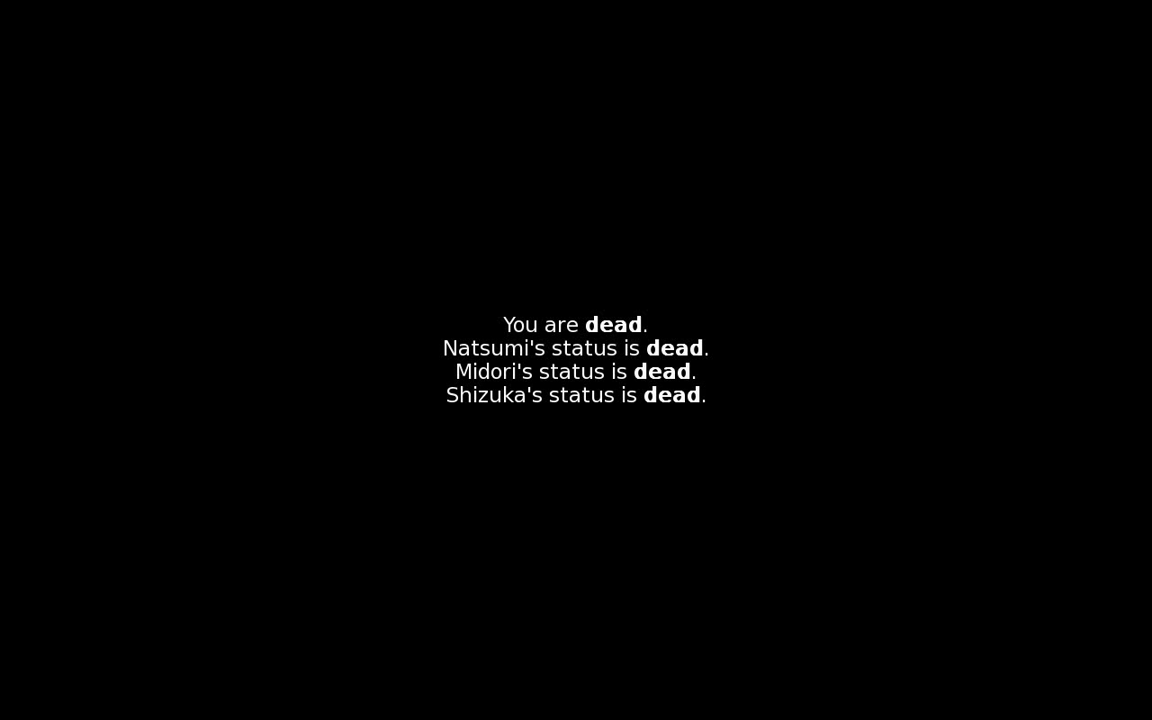 You are dead.
Natsumi's status is dead.
Midori's status is dead.
Shizuka's status is dead.